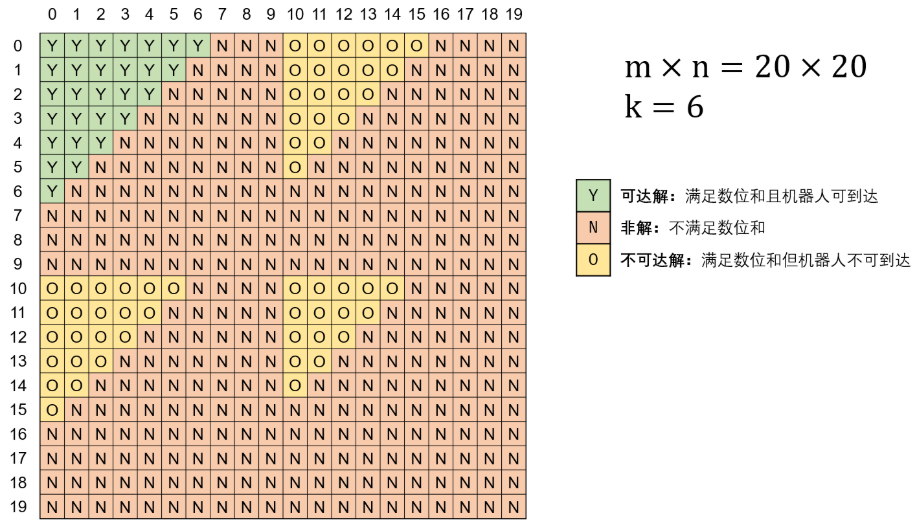 0 1 2 3 4 5 6 7 8 9 10 11 12 13 14 15 16 17 18 19
0 Y Y Y Y Y Y Y N N N O O O O O O N N N N
1 Y Y Y Y Y Y N N N N O O O O O N N N N N
2 Y Y Y Y Y N N N N N O O O O N N N N N N
3 Y Y Y Y N N N N N N O O O N N N N N N N
4 Y Y Y N N N N N N N O O N N N N N N N N
5 Y Y N N N N N N N N O N N N N N N N N N
6 Y N N N N N N N N N N N N N N N N N N N
7 N N N N N N N N N N N N N N N N N N N N
8 N N N N N N N N N N N N N N N N N N N N
9 N N N N N N N N N N N N N N N N N N N N
10 O O O O O O N N N N O O O O O N N N N N
11 O O O O O N N N N N O O O O N N N N N N
12 O O O O N N N N N N O O O N N N N N N N
13 O O O N N N N N N N O O N N N N N N N N
14 O O N N N N N N N N O N N N N N N N N N
15 O N N N N N N N N N N N N N N N N N N N
16 N N N N N N N N N N N N N N N N N N N N
17 N N N N N N N N N N N N N N N N N N N N
18 N N N N N N N N N N N N N N N N N N N N
19 N N N N N N N N N N N N N N N N N N N N
m × n = 20 × 20
k = 6
Y 可达解：满足数位和且机器人可到达
N 非解：不满足数位和
O 不可达解：满足数位和但机器人不可到达